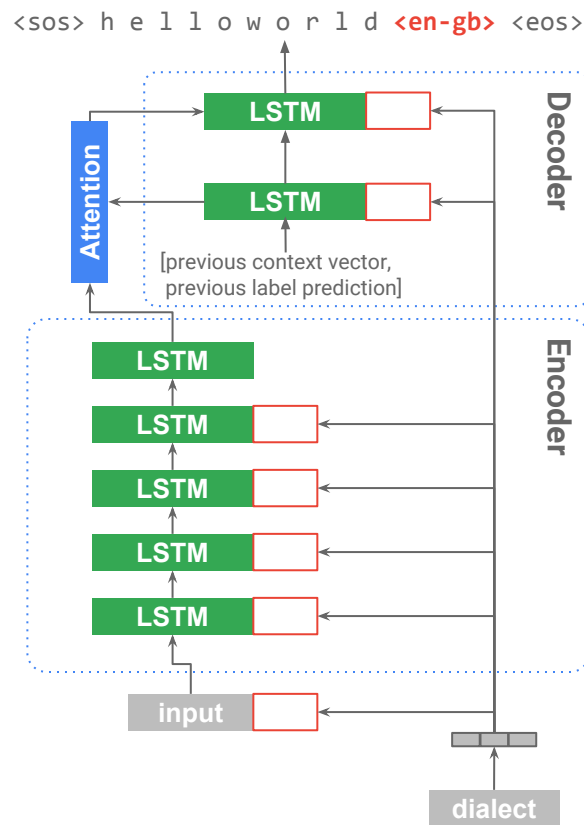 <sos> h e l l o w o r l d <en-gb> <eos>
LSTM
Decoder
Attention
LSTM
[previous context vector,
previous label prediction]
Encoder
LSTM
LSTM
LSTM
LSTM
LSTM
input
dialect